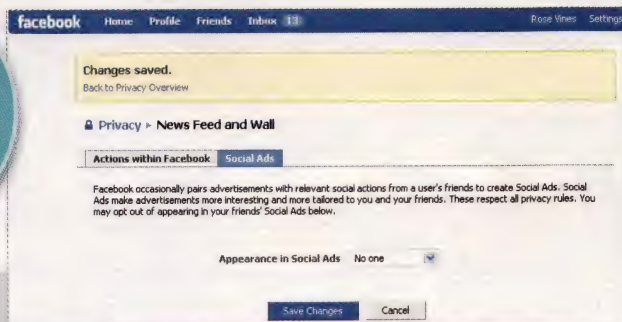 facebook Home Profile Friends Inbox 13 Rose Vines Settings
Changes saved.
Back to Privacy Overview
Privacy ▸ News Feed and Wall
Actions within Facebook Social Ads
Facebook occasionally pairs advertisements with relevant social actions from a user's friends to create Social Ads. Social
Ads make advertisements more interesting and more tailored to you and your friends. These respect all privacy rules. You
may opt out of appearing in your friends' Social Ads below.
Appearance in Social Ads No one
Save Changes Cancel